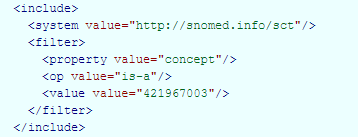 <include>
<system value="http://snomed.info/sct"/>
<filter>
<property value="concept"/>
<op value="is-a"/>
<value value="421967003"/>
</filter>
</include>